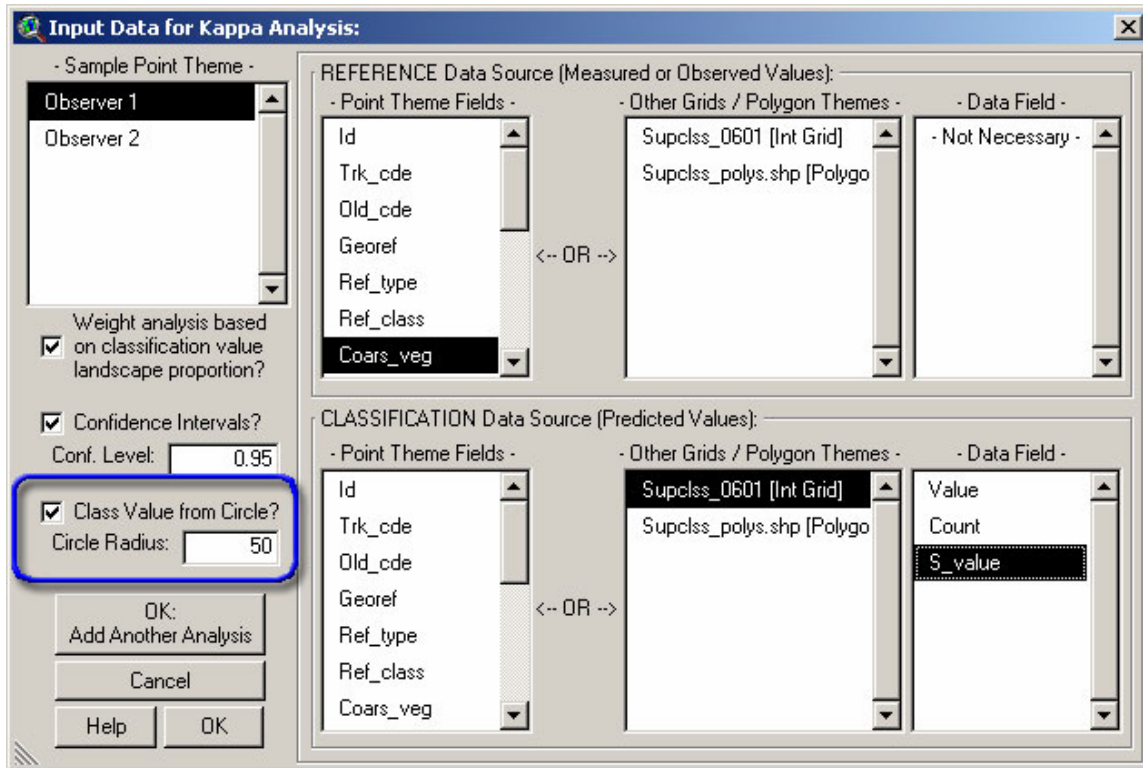 Input Data for Kappa Analysis:
- Sample Point Theme -
Observer 1
Observer 2
Weight analysis based
on classification value
landscape proportion?
Confidence Intervals?
Conf. Level: 0.95
Class Value from Circle?
Circle Radius: 50
OK:
Add Another Analysis
Cancel
Help
OK
REFERENCE Data Source (Measured or Observed Values):
- Point Theme Fields -
Id
Trk_cde
Old_cde
Georef
Ref_type
Ref_class
Coars_veg
<-- OR -->
- Other Grids / Polygon Themes -
Supclss_0601 [Int Grid]
Supclss_polys.shp [Polygo
- Data Field -
- Not Necessary -
CLASSIFICATION Data Source (Predicted Values):
- Point Theme Fields -
Id
Trk_cde
Old_cde
Georef
Ref_type
Ref_class
Coars_veg
<-- OR -->
- Other Grids / Polygon Themes -
Supclss_0601 [Int Grid]
Supclss_polys.shp [Polygo
- Data Field -
Value
Count
S_value